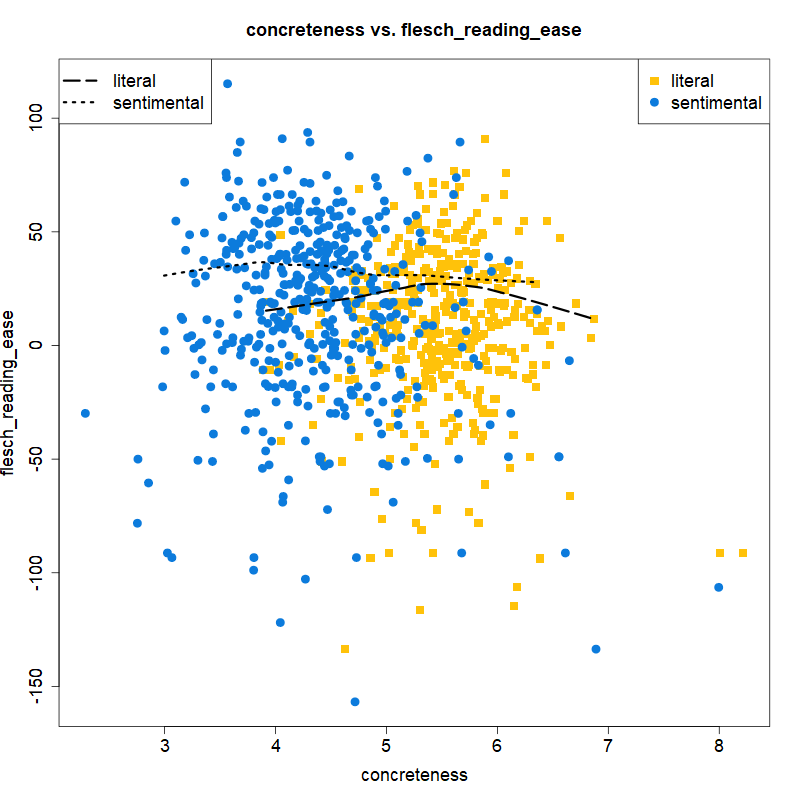 concreteness vs. flesch_reading_ease
literal
sentimental
literal
sentimental
flesch_reading_ease
100
50
0
-50
-100
-150
3 4 5 6 7 8
concreteness